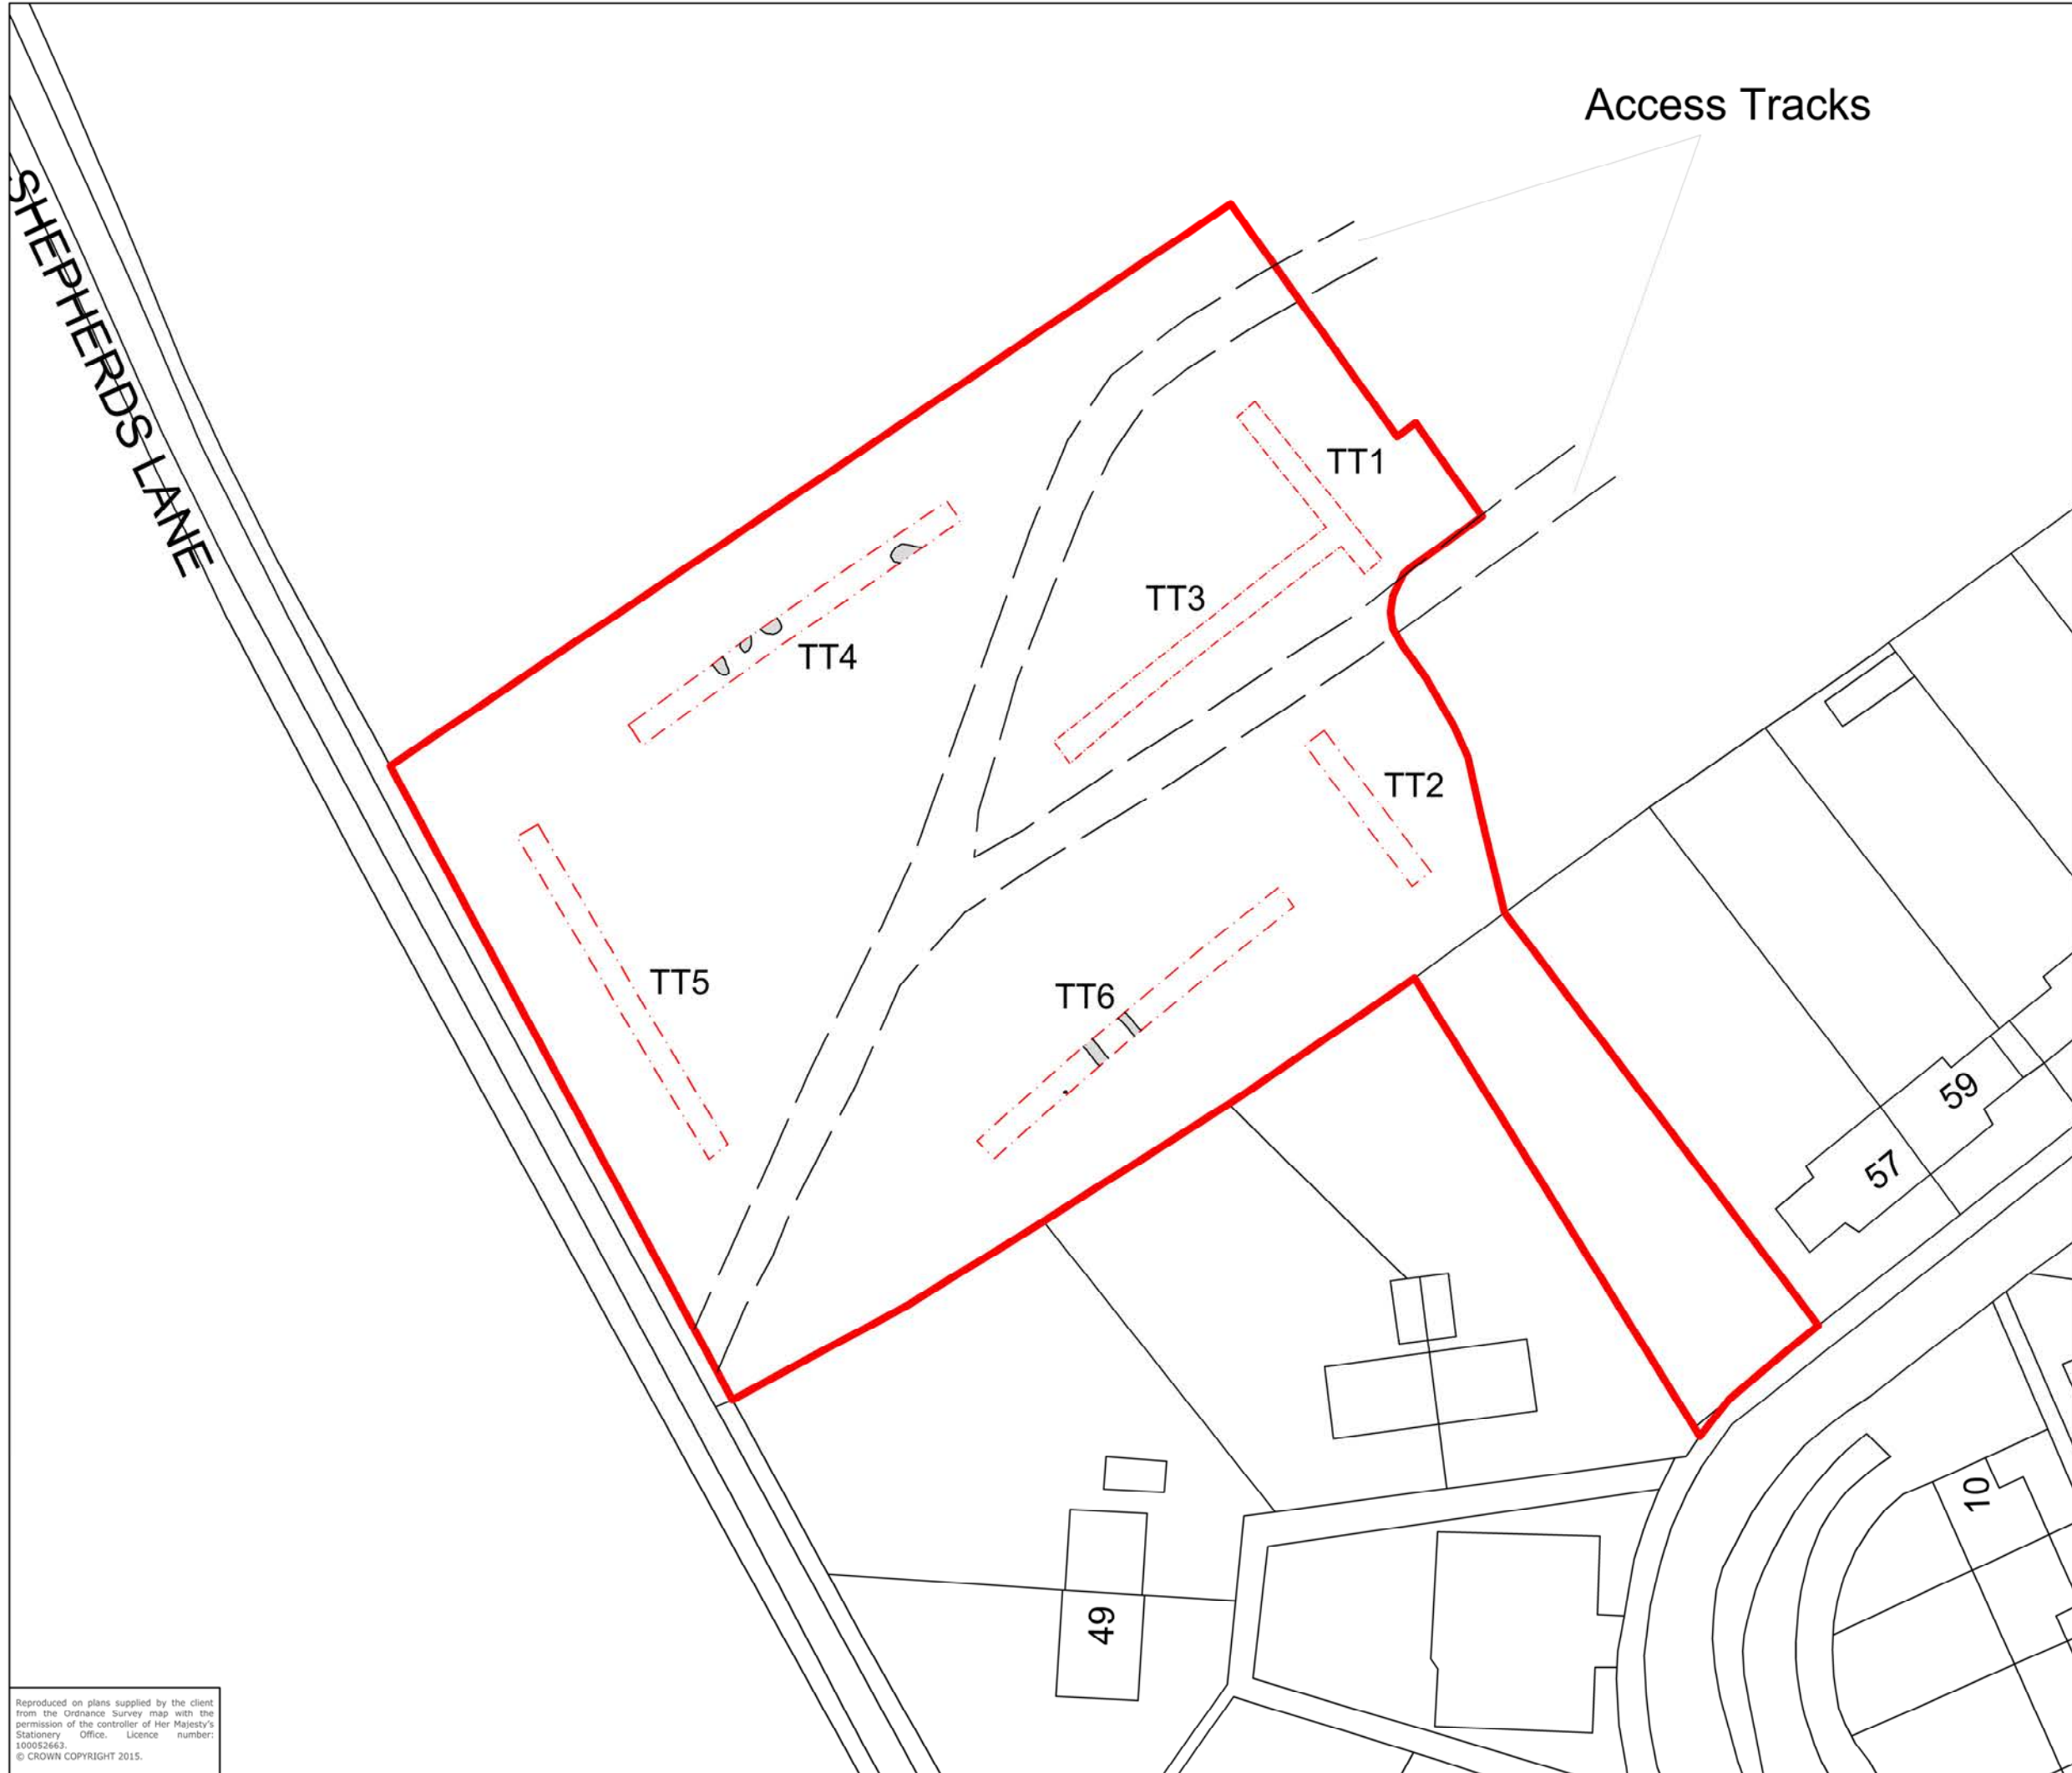 Access Tracks
SHEPHERDS LANE
TT1
TT3
TT4
TT2
TT5
TT6
59
57
10
49
Reproduced on plans supplied by the client
from the Ordnance Survey map with the
permission of the controller of Her Majesty's
Stationery Office. Licence number:
100052663.
© CROWN COPYRIGHT 2015.